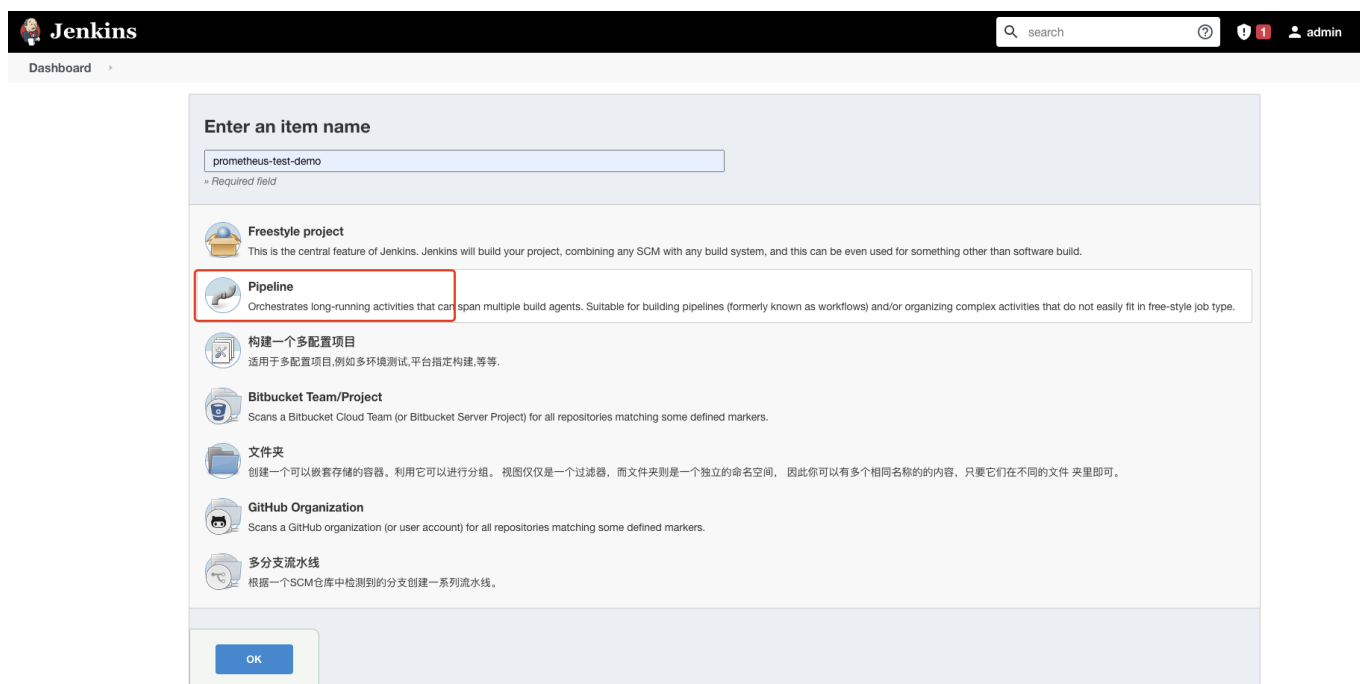 Jenkins
search
1
admin
Dashboard
Enter an item name
prometheus-test-demo
» Required field
Freestyle project
This is the central feature of Jenkins. Jenkins will build your project, combining any SCM with any build system, and this can be even used for something other than software build.
Pipeline
Orchestrates long-running activities that can span multiple build agents. Suitable for building pipelines (formerly known as workflows) and/or organizing complex activities that do not easily fit in free-style job type.
构建一个多配置项目
适用于多配置项目,例如多环境测试,平台指定构建,等等.
Bitbucket Team/Project
Scans a Bitbucket Cloud Team (or Bitbucket Server Project) for all repositories matching some defined markers.
文件夹
创建一个可以嵌套存储的容器。利用它可以进行分组。 视图仅仅是一个过滤器，而文件夹则是一个独立的命名空间， 因此你可以有多个相同名称的的内容，只要它们在不同的文件 夹里即可。
GitHub Organization
Scans a GitHub organization (or user account) for all repositories matching some defined markers.
多分支流水线
根据一个SCM仓库中检测到的分支创建一系列流水线。
OK